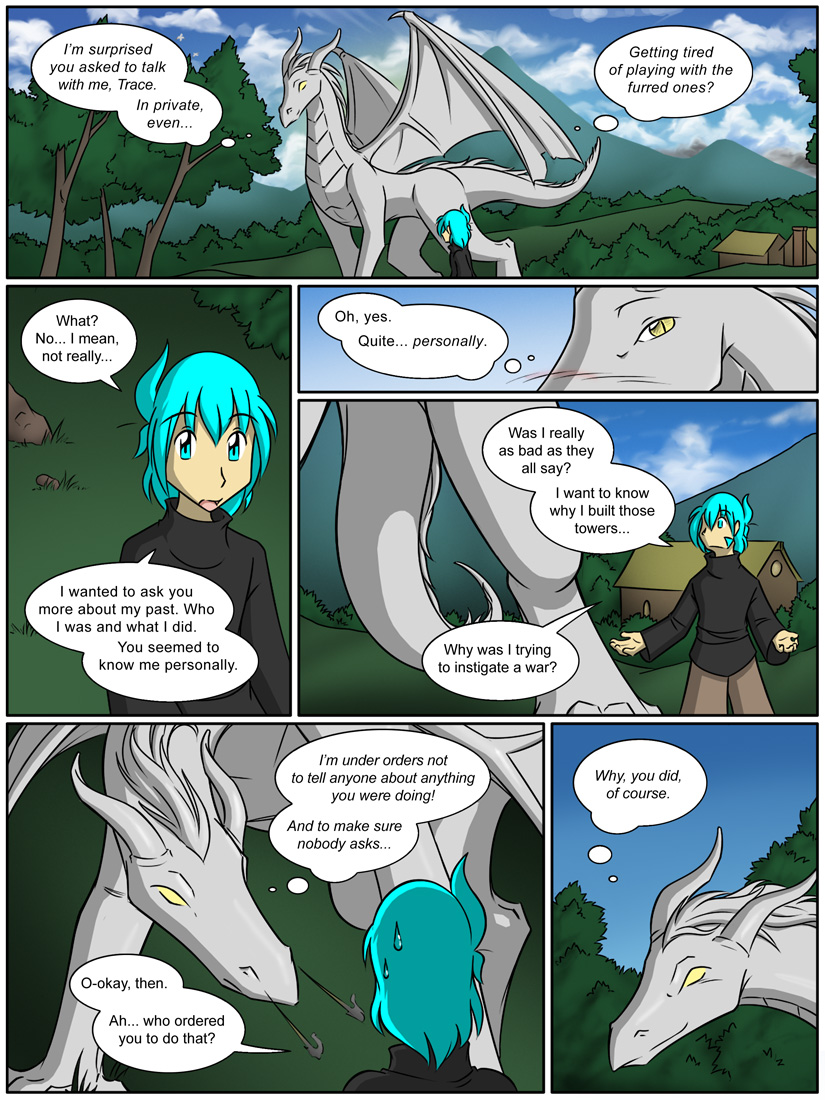 I'm surprised
you asked to talk
with me, Trace.
In private,
even...
Getting tired
of playing with the
furred ones?
What?
No... I mean,
not really...
I wanted to ask you
more about my past. Who
I was and what I did.
You seemed to
know me personally.
Oh, yes.
Quite... personally.
Was I really
as bad as they
all say?
I want to know
why I built those
towers...
Why was I trying
to instigate a war?
I'm under orders not
to tell anyone about anything
you were doing!
And to make sure
nobody asks...
O-okay, then.
Ah... who ordered
you to do that?
Why, you did,
of course.